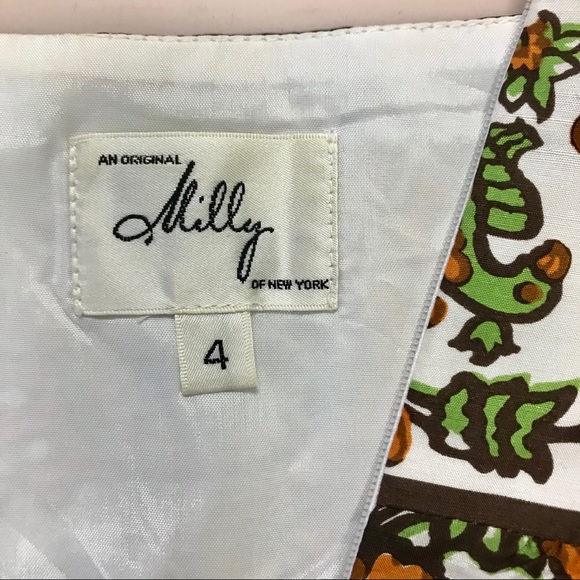 AN ORIGINAL
Milly
OF NEW YORK
4